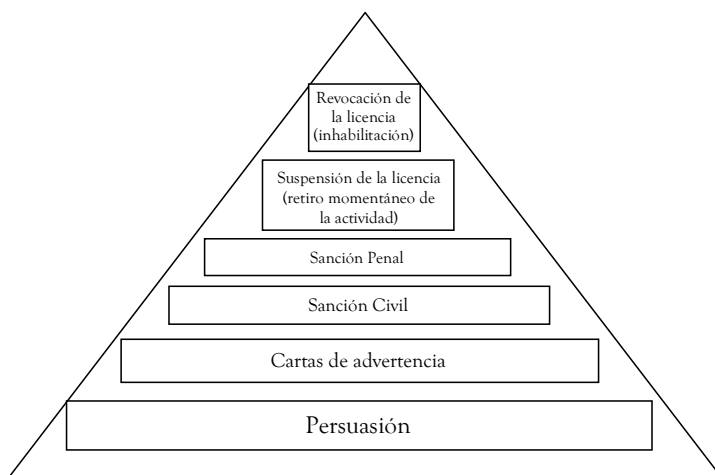 Revocación de
la licencia
(inhabilitación)
Suspensión de la licencia
(retiro momentáneo de
la actividad)
Sanción Penal
Sanción Civil
Cartas de advertencia
Persuasión